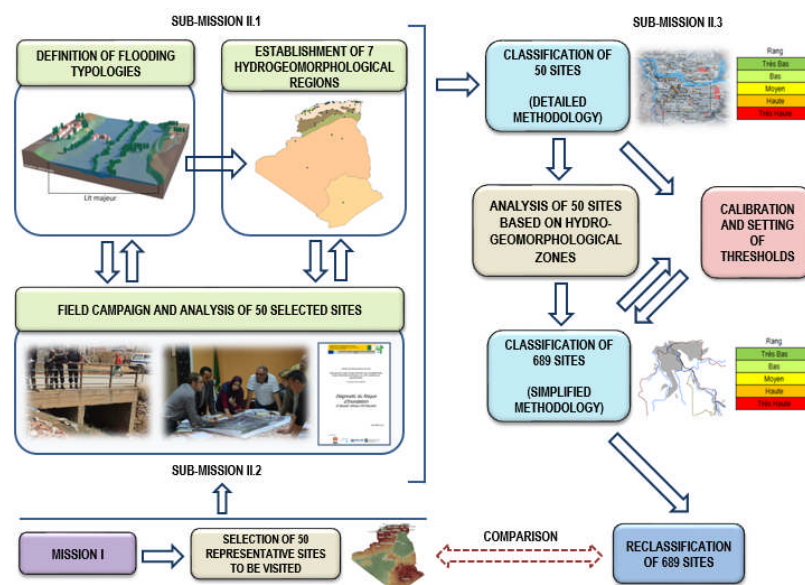 SUB-MISSION II.1
DEFINITION OF FLOODING
TYPOLOGIES
Lit majeur
ESTABLISHMENT OF 7
HYDROGEOMORPHOLOGICAL
REGIONS
FIELD CAMPAIGN AND ANALYSIS OF 50 SELECTED SITES
Diagnostic du Risque
d'Inondation
SUB-MISSION II.2
MISSION I
SELECTION OF 50
REPRESENTATIVE SITES
TO BE VISITED
SUB-MISSION II.3
CLASSIFICATION OF
50 SITES
(DETAILED
METHODOLOGY)
Rang
Très Bas
Bas
Moyen
Haute
Très Haute
ANALYSIS OF 50 SITES
BASED ON HYDRO-
GEOMORPHOLOGICAL
ZONES
CALIBRATION
AND SETTING OF
THRESHOLDS
CLASSIFICATION OF
689 SITES
(SIMPLIFIED
METHODOLOGY)
Rang
Très Bas
Bas
Moyen
Haute
Très Haute
COMPARISON
RECLASSIFICATION
OF 689 SITES